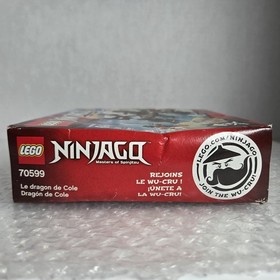 LEGO
NINJAGO
Masters of Spinjitzu
70599
Le dragon de Cole
Dragón de Cole
REJOINS
LE WU-CRU !
¡ÚNETE A
LA WU-CRU!
LEGO.COM/NINJAGO
JOIN THE WU-CRU!